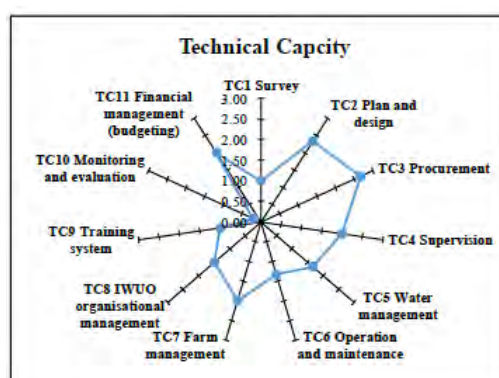 Technical Capcity
TC1 Survey
3.00
2.50
2.00
1.50
1.00
0.50
0.00
TC2 Plan and
design
TC3 Procurement
TC4 Supervision
TC5 Water
management
TC6 Operation
and maintenance
TC7 Farm
management
TC8 IWUO
organisational
management
TC9 Training
system
TC10 Monitoring
and evaluation
TC11 Financial
management
(budgeting)